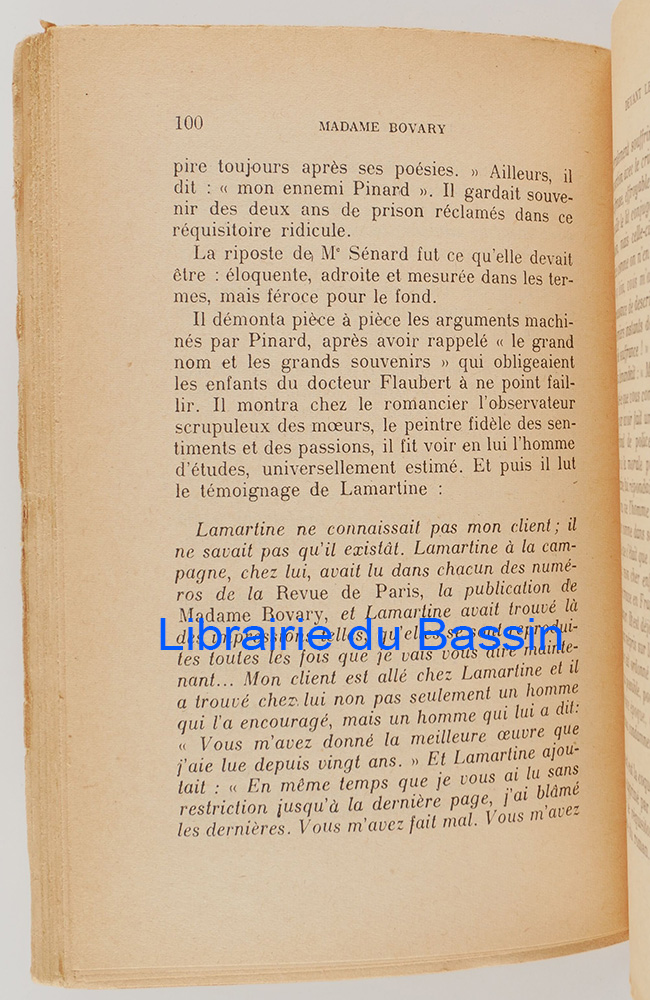 100 MADAME BOVARY
pire toujours après ses poésies. » Ailleurs, il
dit : « mon ennemi Pinard ». Il gardait souve-
nir des deux ans de prison réclamés dans ce
réquisitoire ridicule.
La riposte de Me Sénard fut ce qu'elle devait
être : éloquente, adroite et mesurée dans les ter-
mes, mais féroce pour le fond.
Il démonta pièce à pièce les arguments machi-
nés par Pinard, après avoir rappelé « le grand
nom et les grands souvenirs » qui obligeaient
les enfants du docteur Flaubert à ne point fail-
lir. Il montra chez le romancier l'observateur
scrupuleux des mœurs, le peintre fidèle des sen-
timents et des passions, il fit voir en lui l'homme
d'études, universellement estimé. Et puis il lut
le témoignage de Lamartine :
Lamartine ne connaissait pas mon client ; il
ne savait pas qu'il existât. Lamartine à la cam-
pagne, chez lui, avait lu dans chacun des numé-
ros de la Revue de Paris, la publication de
Madame Bovary, et Lamartine avait trouvé là
des impressions telles, qu'elles se sont reprodui-
Librairie du Bassin
tes toutes les fois que je vais vous dire mainte-
nant... Mon client est allé chez Lamartine et il
a trouvé chez lui non pas seulement un homme
qui l'a encouragé, mais un homme qui lui a dit :
« Vous m'avez donné la meilleure œuvre que
j'aie lue depuis vingt ans. » Et Lamartine ajou-
tait : « En même temps que je vous ai lu sans
restriction jusqu'à la dernière page, j'ai blâmé
les dernières. Vous m'avez fait mal. Vous m'avez
DEVANT LE